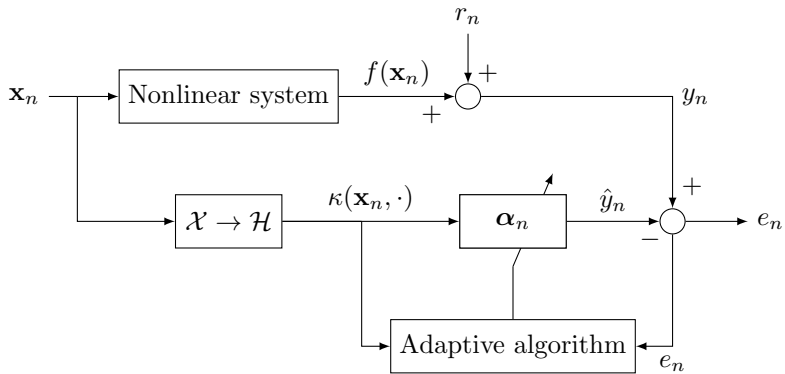 r_n
f(𝐱_n) +
𝐱_n Nonlinear system + y_n
κ(𝐱_n, ·) ŷ_n +
𝒳 → ℋ 𝜶_n − e_n
Adaptive algorithm e_n